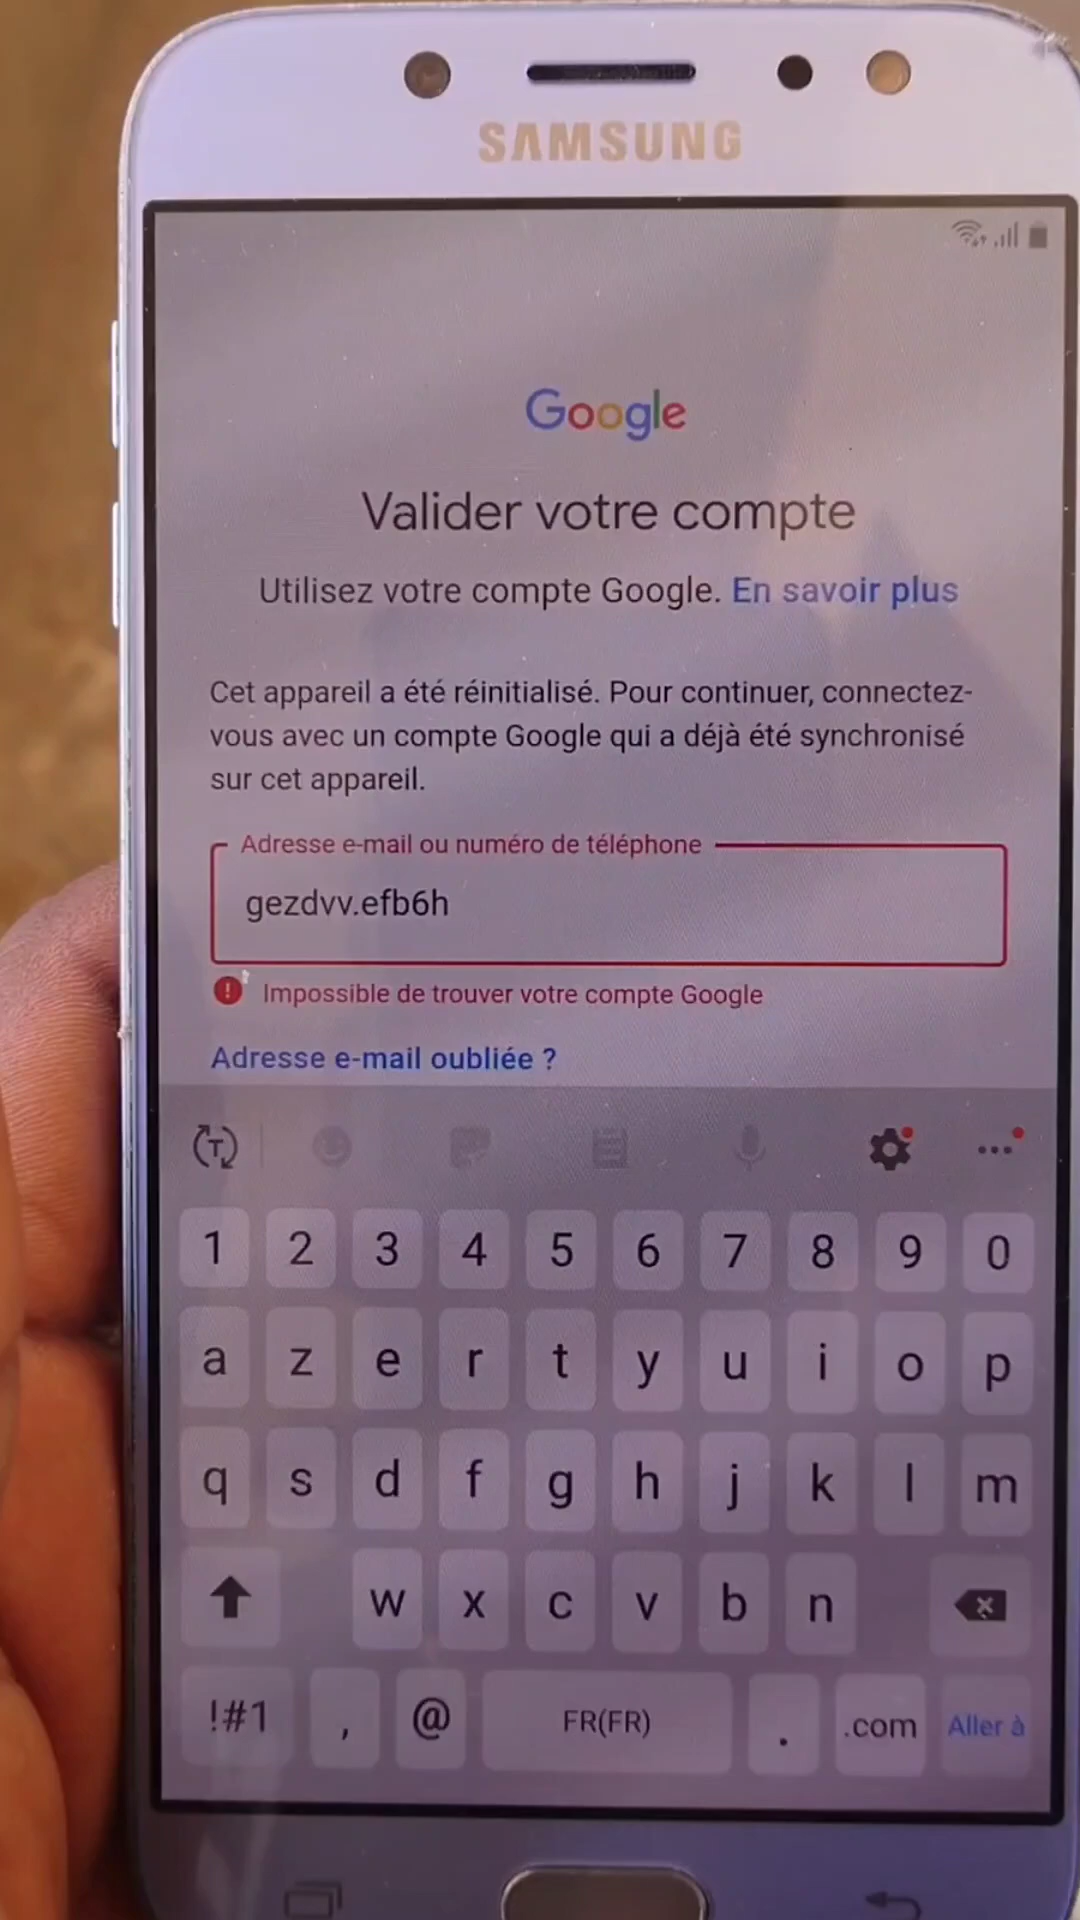 SAMSUNG
Google
Valider votre compte
Utilisez votre compte Google. En savoir plus
Cet appareil a été réinitialisé. Pour continuer, connectez-
vous avec un compte Google qui a déjà été synchronisé
sur cet appareil.
Adresse e-mail ou numéro de téléphone
gezdvv.efb6h
Impossible de trouver votre compte Google
Adresse e-mail oubliée ?
1 2 3 4 5 6 7 8 9 0
a z e r t y u i o p
q s d f g h j k l m
w x c v b n
!#1 , @ FR(FR) . .com Aller à